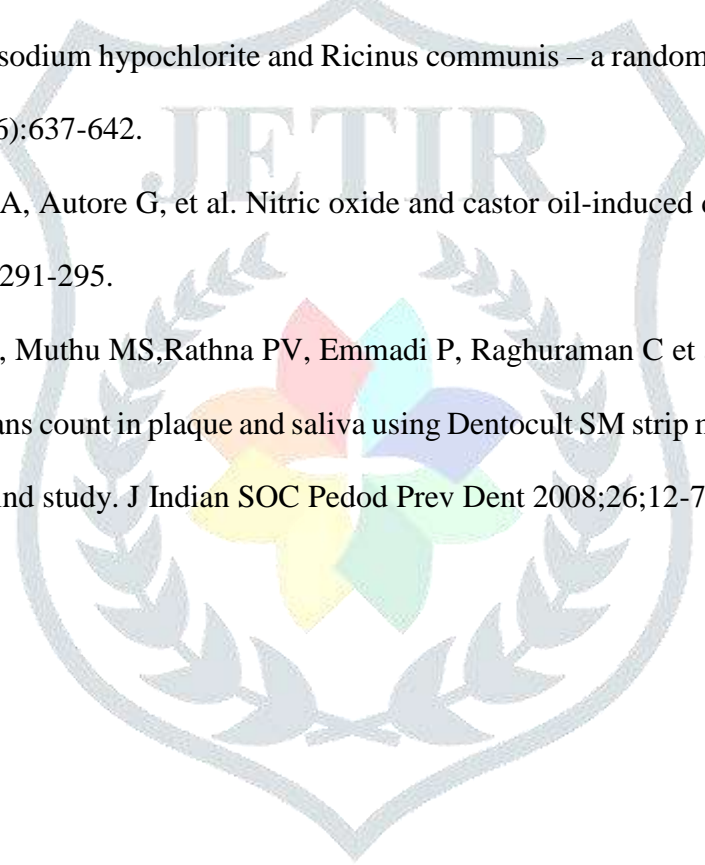 sodium hypochlorite and Ricinus communis – a random
6):637-642.
JETIR
A, Autore G, et al. Nitric oxide and castor oil-induced
291-295.
, Muthu MS,Rathna PV, Emmadi P, Raghuraman C et
ans count in plaque and saliva using Dentocult SM strip
ind study. J Indian SOC Pedod Prev Dent 2008;26;12-7